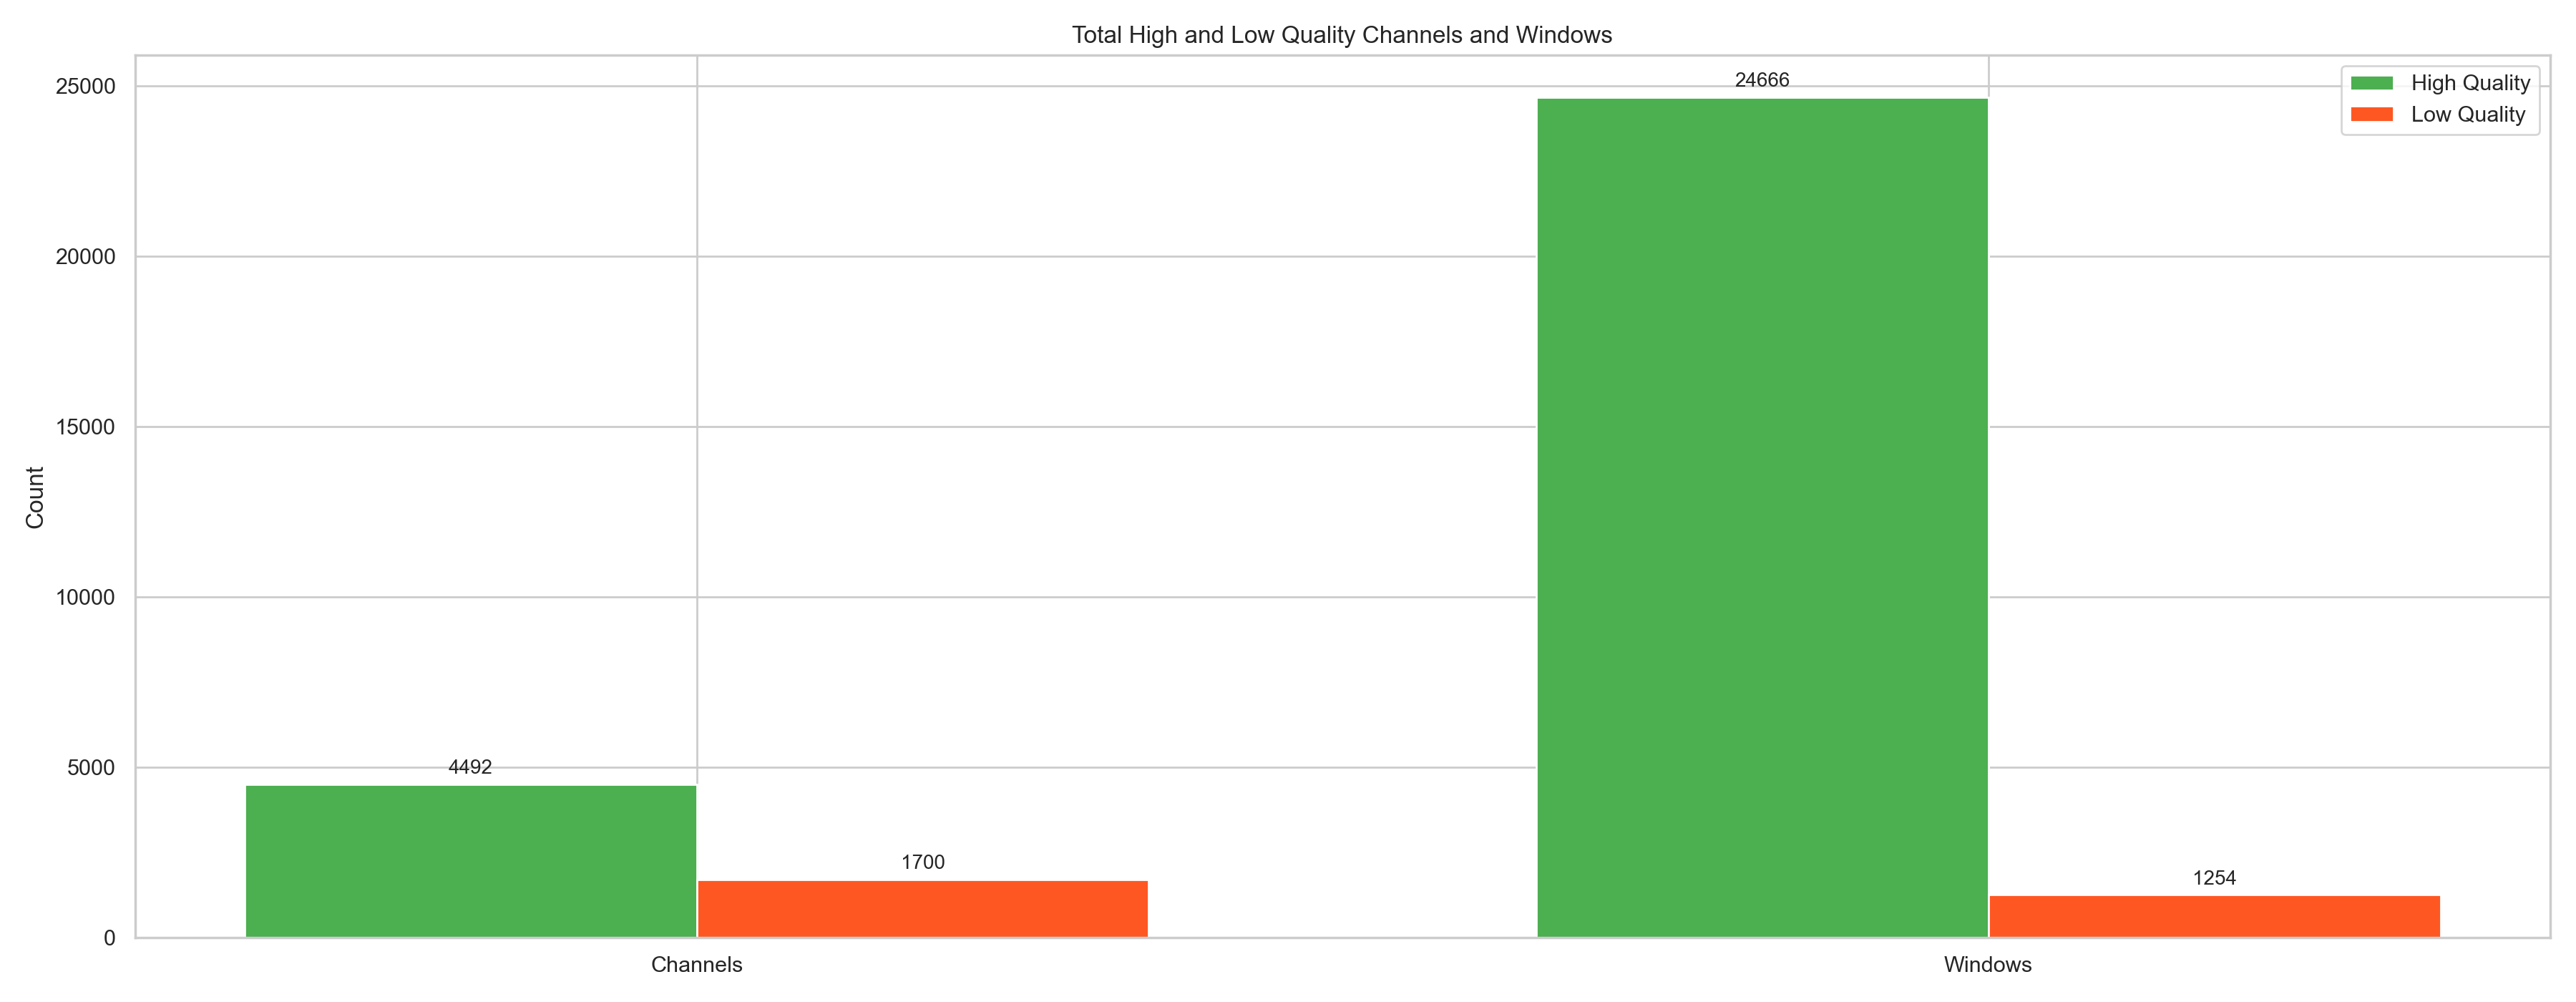 Total High and Low Quality Channels and Windows
High Quality
Low Quality
Count
25000
20000
15000
10000
5000
0
4492
1700
24666
1254
Channels
Windows